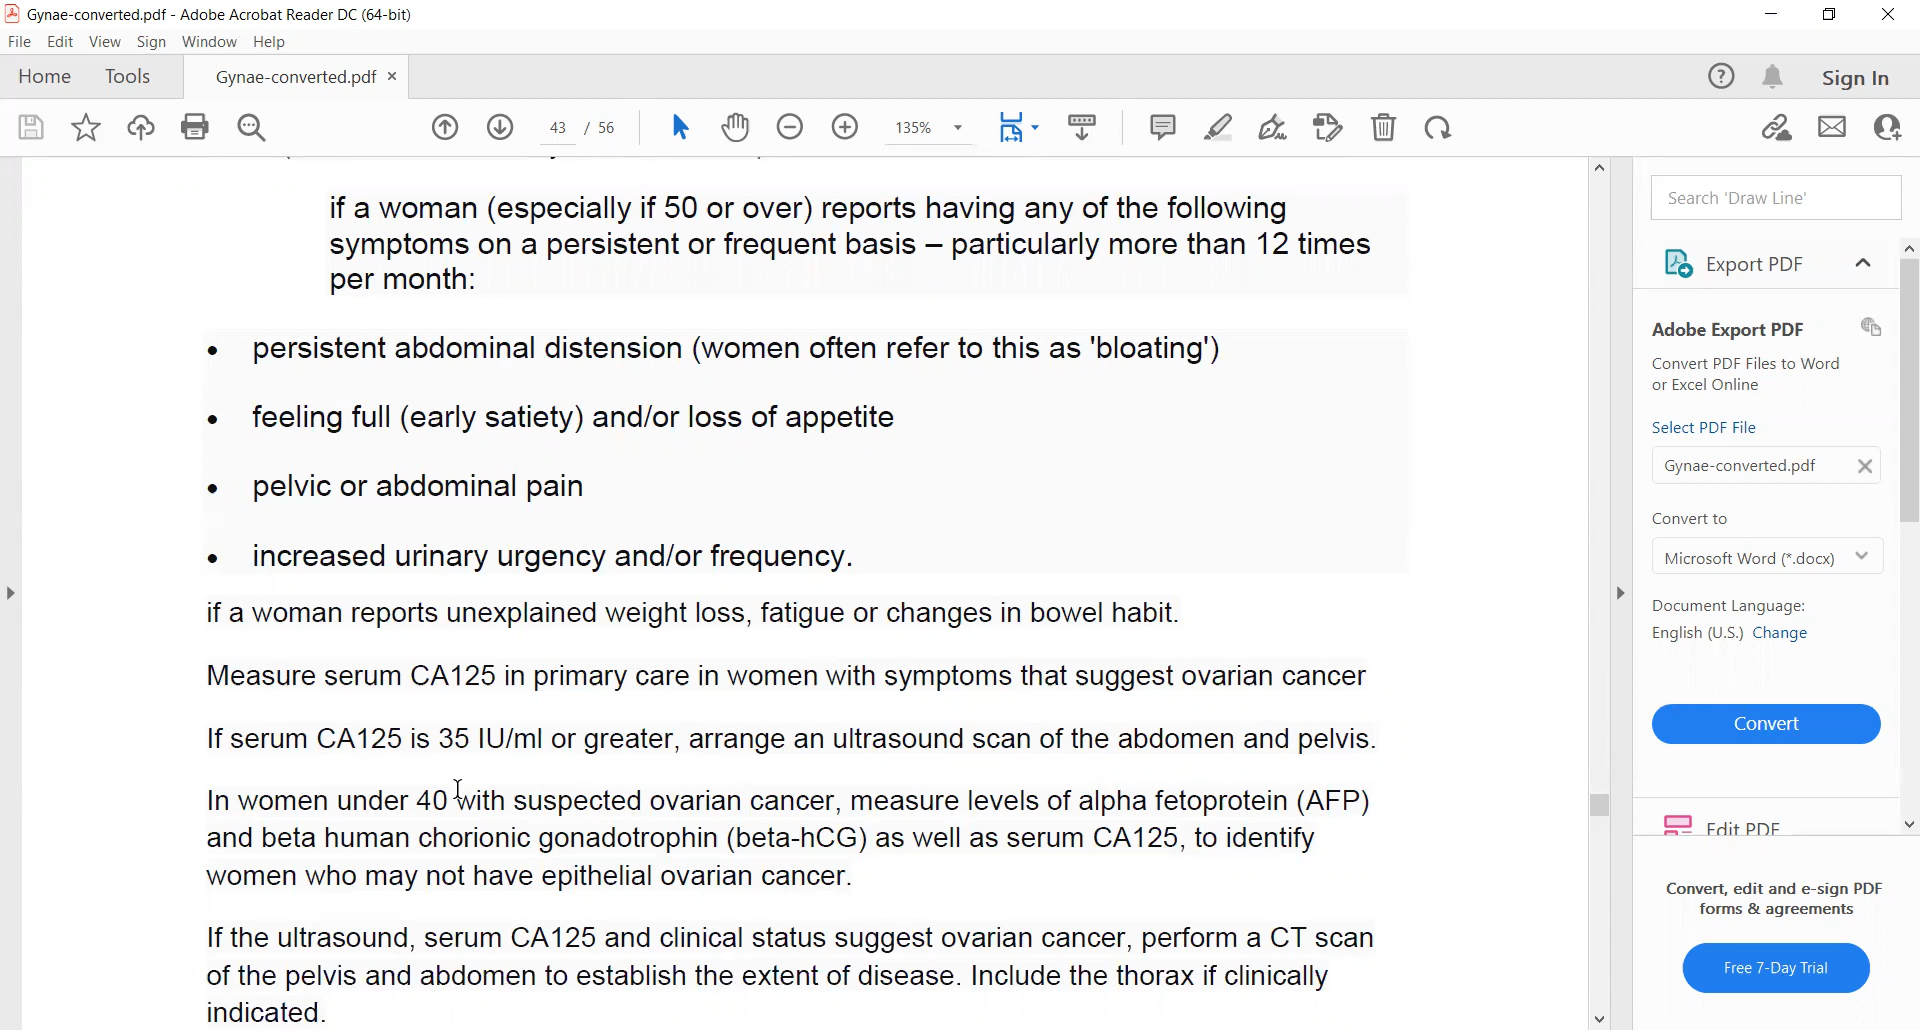 Gynae-converted.pdf - Adobe Acrobat Reader DC (64-bit)
File Edit View Sign Window Help
Home Tools Gynae-converted.pdf × Sign In
43 / 56 135%
if a woman (especially if 50 or over) reports having any of the following
symptoms on a persistent or frequent basis – particularly more than 12 times
per month:
• persistent abdominal distension (women often refer to this as 'bloating')
• feeling full (early satiety) and/or loss of appetite
• pelvic or abdominal pain
• increased urinary urgency and/or frequency.
if a woman reports unexplained weight loss, fatigue or changes in bowel habit.
Measure serum CA125 in primary care in women with symptoms that suggest ovarian cancer
If serum CA125 is 35 IU/ml or greater, arrange an ultrasound scan of the abdomen and pelvis.
In women under 40 with suspected ovarian cancer, measure levels of alpha fetoprotein (AFP)
and beta human chorionic gonadotrophin (beta-hCG) as well as serum CA125, to identify
women who may not have epithelial ovarian cancer.
If the ultrasound, serum CA125 and clinical status suggest ovarian cancer, perform a CT scan
of the pelvis and abdomen to establish the extent of disease. Include the thorax if clinically
indicated.
Search 'Draw Line'
Export PDF
Adobe Export PDF
Convert PDF Files to Word
or Excel Online
Select PDF File
Gynae-converted.pdf
Convert to
Microsoft Word (*.docx)
Document Language:
English (U.S.) Change
Convert
Edit PDF
Convert, edit and e-sign PDF
forms & agreements
Free 7-Day Trial